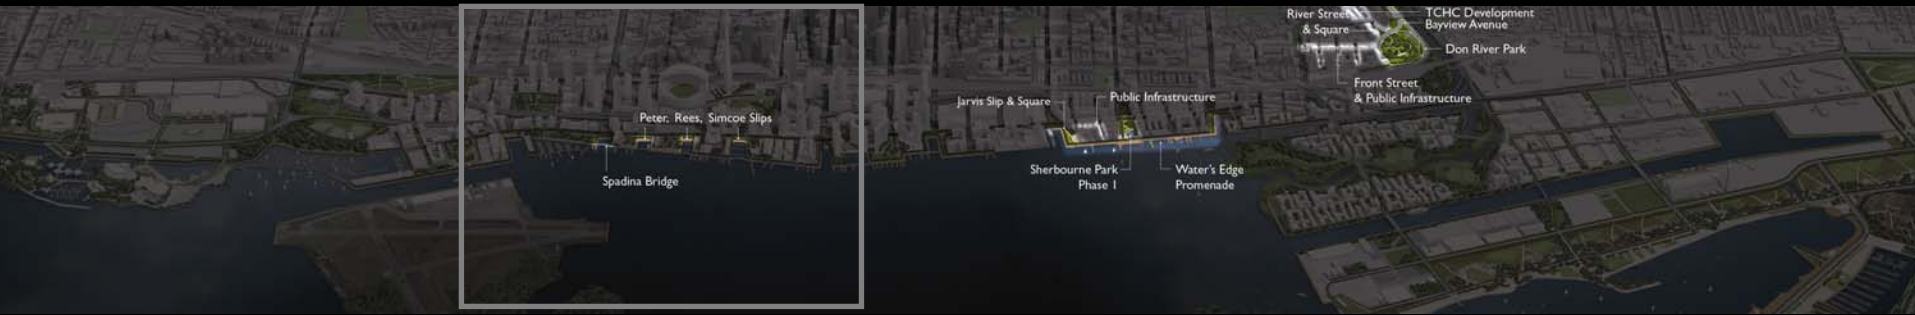 Peter, Rees, Simcoe Slips
Spadina Bridge
Jarvis Slip & Square
Public Infrastructure
Sherbourne Park
Phase 1
Water's Edge
Promenade
River Street
& Square
TCHC Development
Bayview Avenue
Don River Park
Front Street
& Public Infrastructure